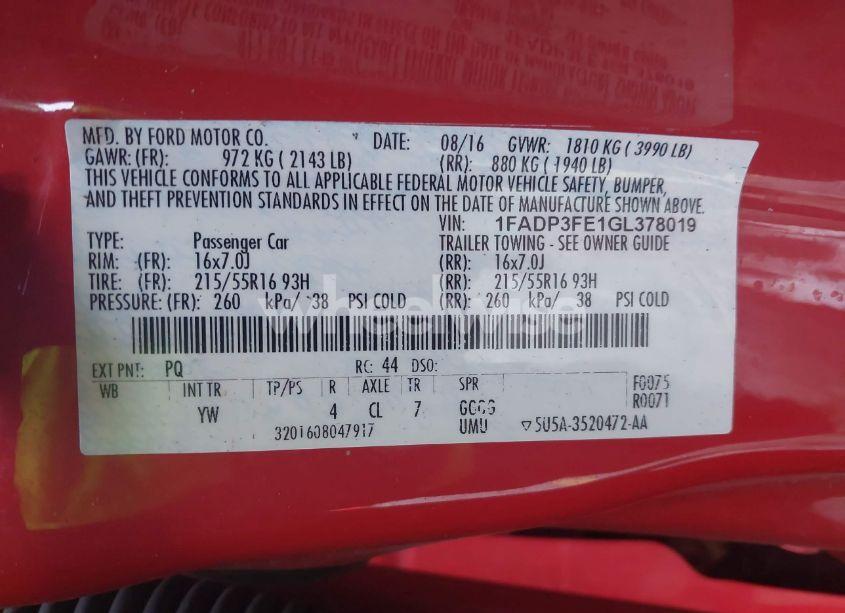 MFD. BY FORD MOTOR CO. DATE: 08/16 GVWR: 1810 KG ( 3990 LB)
GAWR: (FR): 972 KG ( 2143 LB) (RR): 880 KG ( 1940 LB)
THIS VEHICLE CONFORMS TO ALL APPLICABLE FEDERAL MOTOR VEHICLE SAFETY, BUMPER,
AND THEFT PREVENTION STANDARDS IN EFFECT ON THE DATE OF MANUFACTURE SHOWN ABOVE.
VIN: 1FADP3FE1GL378019
TYPE: Passenger Car TRAILER TOWING - SEE OWNER GUIDE
RIM: (FR): 16x7.0J (RR): 16x7.0J
TIRE: (FR): 215/55R16 93H (RR): 215/55R16 93H
PRESSURE: (FR): 260 kPa/ 38 PSI COLD (RR): 260 kPa/ 38 PSI COLD
wheelwise
EXT PNT: PQ RC: 44 DSO:
WB INT TR TP/PS R AXLE TR SPR F0075
YW 4 CL 7 GGGG R0071
3201608047917 UMU 5U5A-3520472-AA